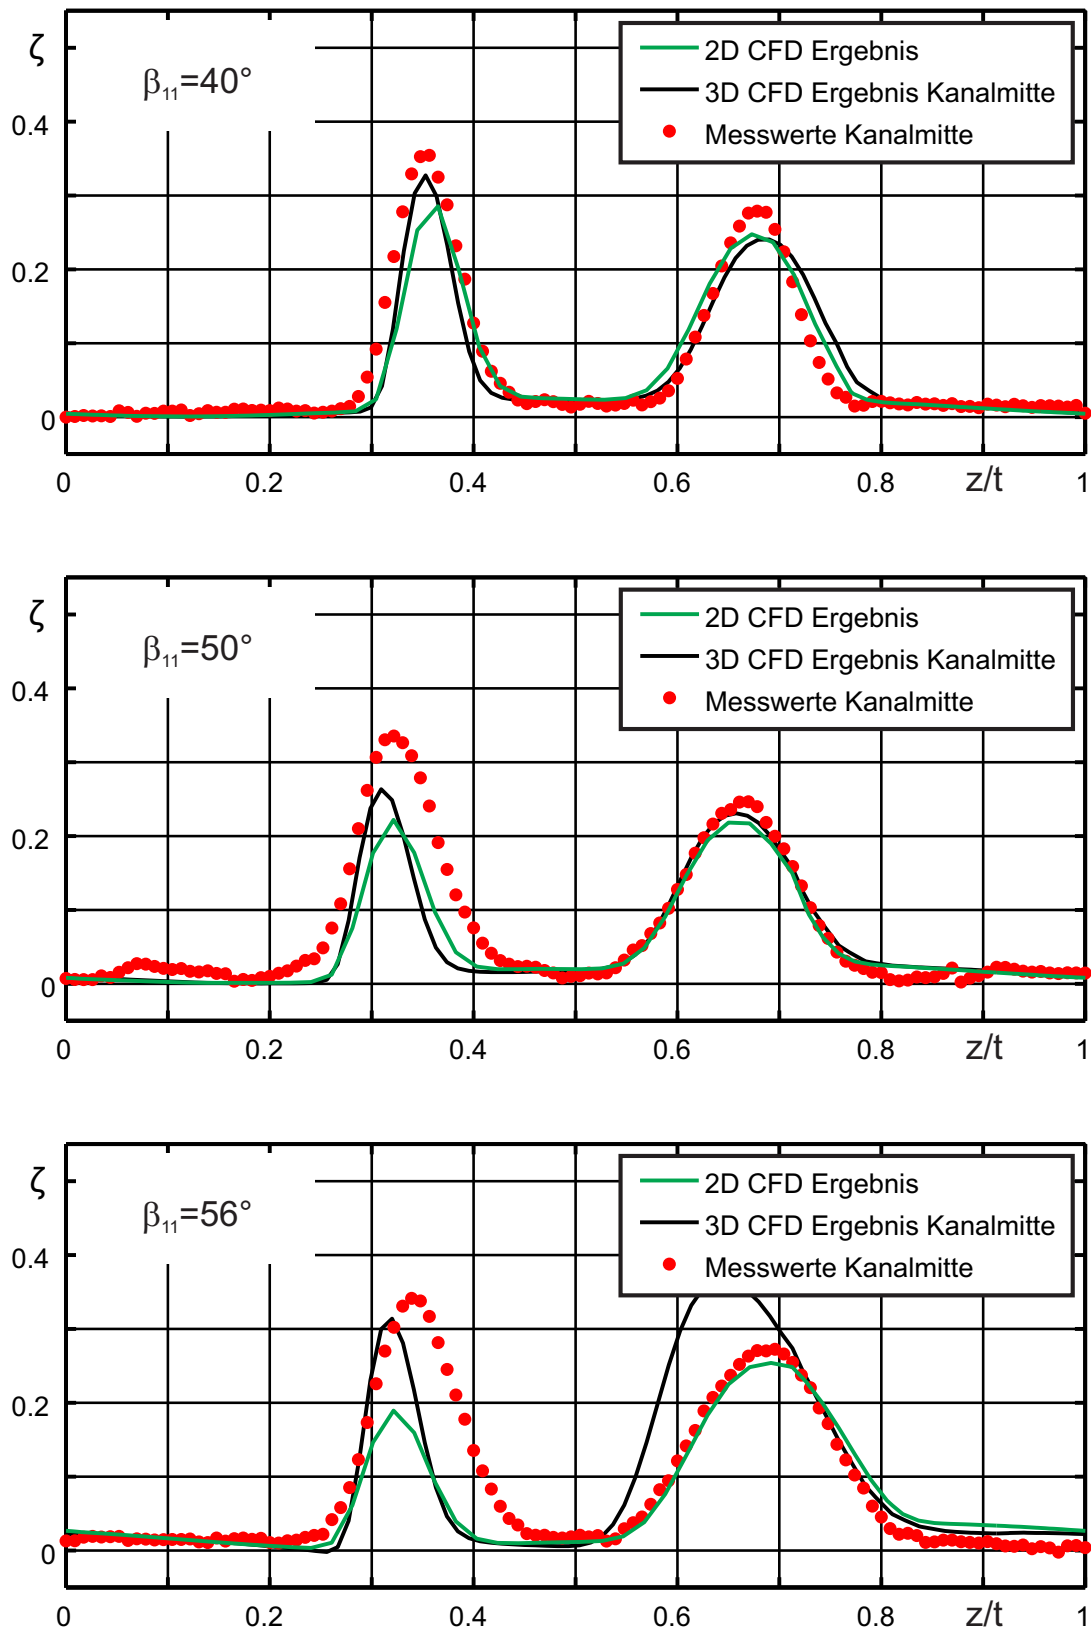 ζ
β₁₁=40°
2D CFD Ergebnis
3D CFD Ergebnis Kanalmitte
Messwerte Kanalmitte
0.4
0.2
0
0 0.2 0.4 0.6 0.8 z/t 1
ζ
β₁₁=50°
2D CFD Ergebnis
3D CFD Ergebnis Kanalmitte
Messwerte Kanalmitte
0.4
0.2
0
0 0.2 0.4 0.6 0.8 z/t 1
ζ
β₁₁=56°
2D CFD Ergebnis
3D CFD Ergebnis Kanalmitte
Messwerte Kanalmitte
0.4
0.2
0
0 0.2 0.4 0.6 0.8 z/t 1